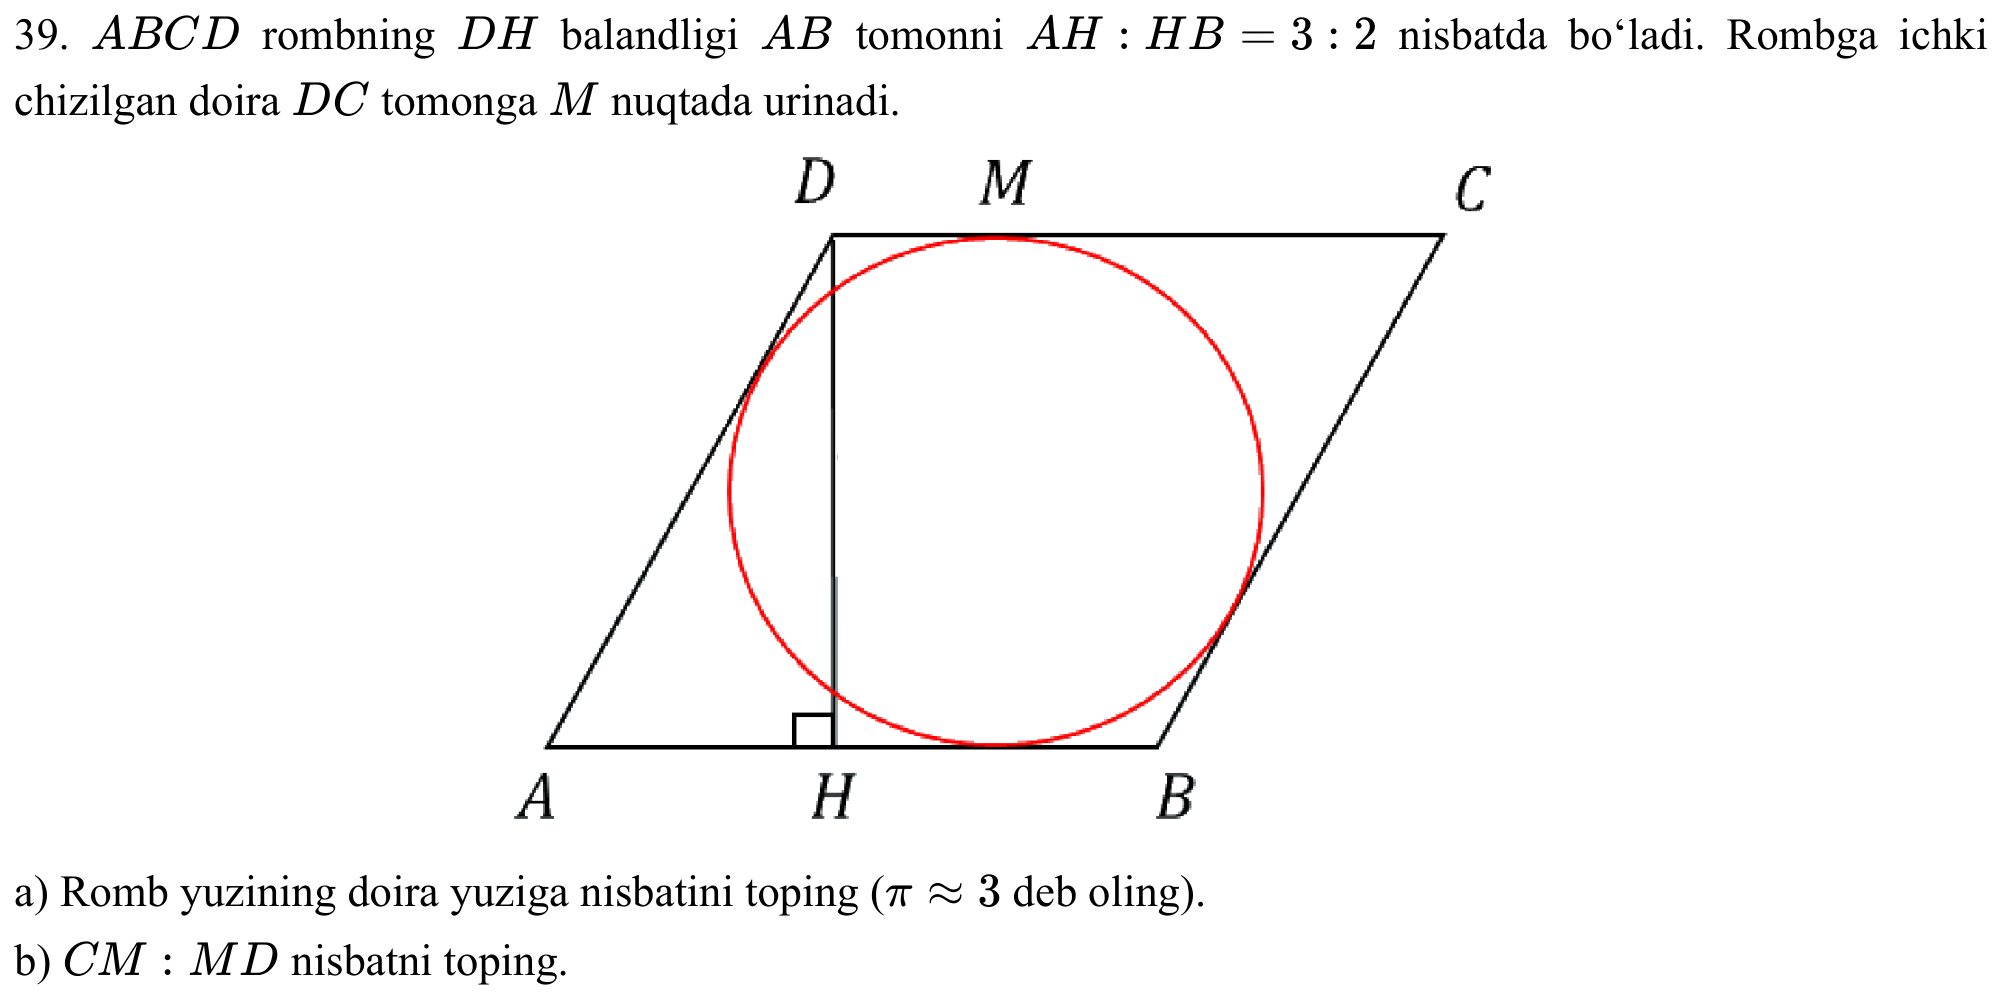 39. ABCD rombning DH balandligi AB tomonni AH : HB = 3 : 2 nisbatda bo‘ladi. Rombga ichki
chizilgan doira DC tomonga M nuqtada urinadi.
D M C
A H B
a) Romb yuzining doira yuziga nisbatini toping (π ≈ 3 deb oling).
b) CM : MD nisbatni toping.